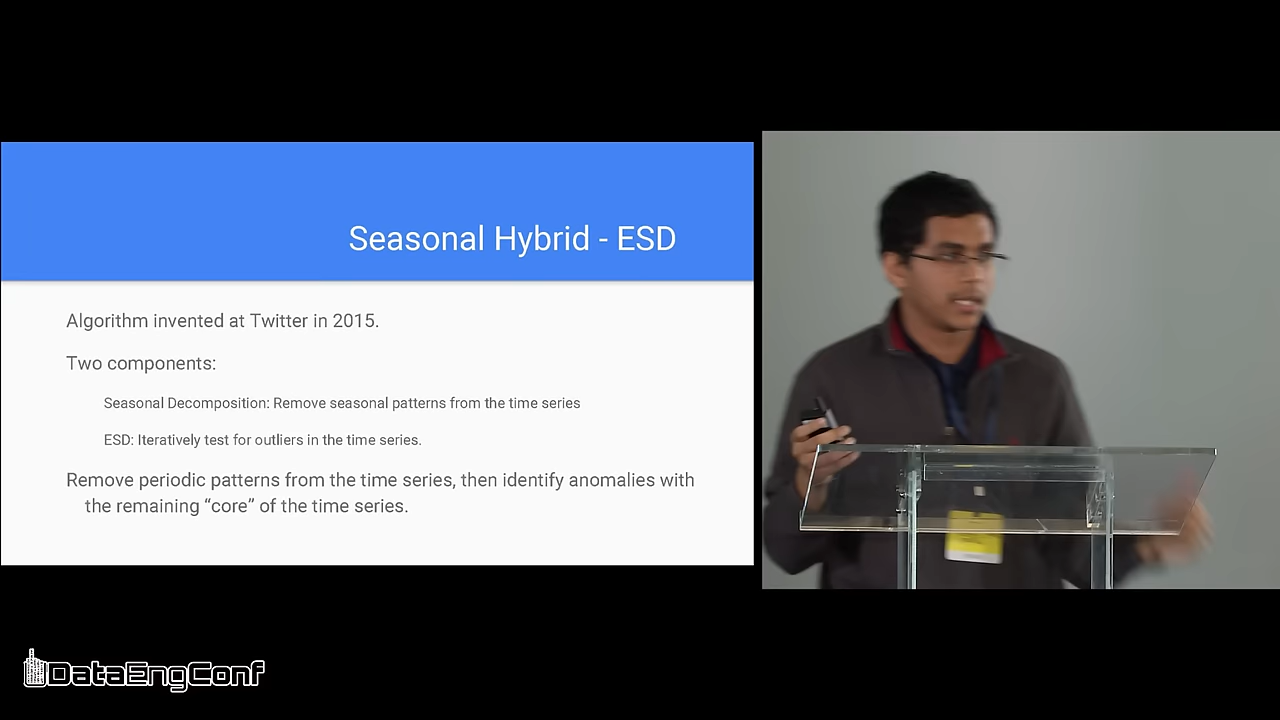 Seasonal Hybrid - ESD
Algorithm invented at Twitter in 2015.
Two components:
Seasonal Decomposition: Remove seasonal patterns from the time series
ESD: Iteratively test for outliers in the time series.
Remove periodic patterns from the time series, then identify anomalies with
the remaining “core” of the time series.
DataEngConf